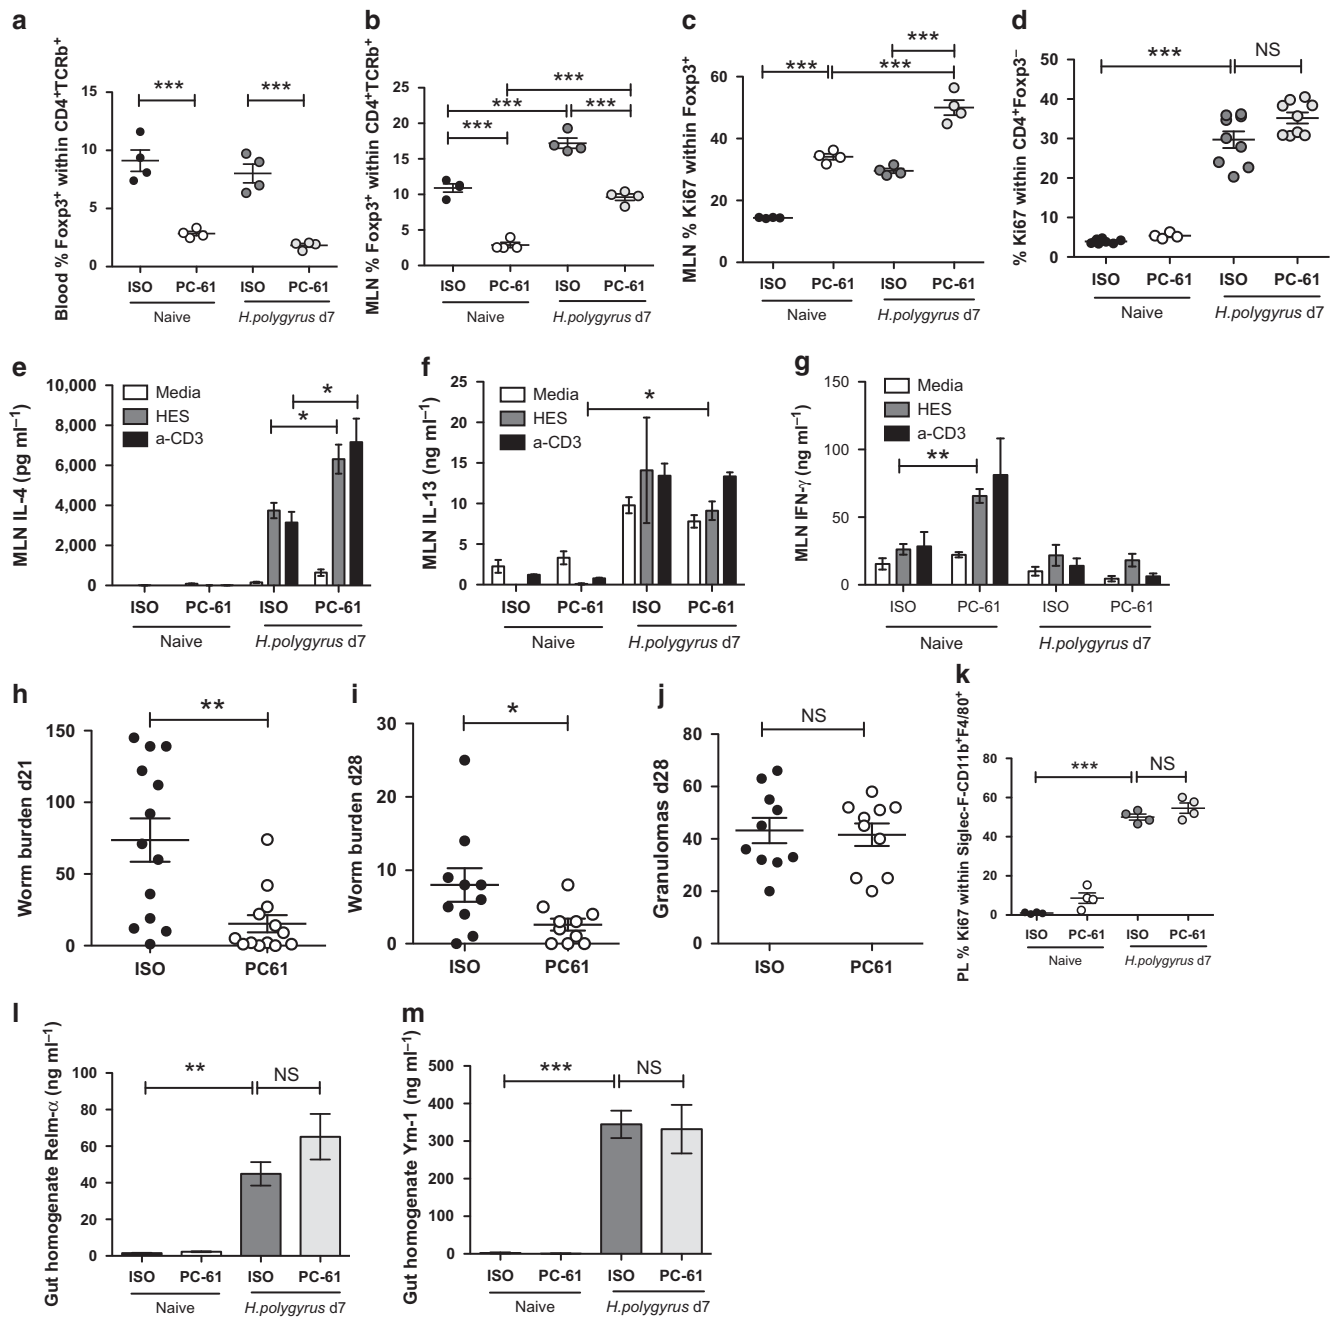 a
Blood % Foxp3⁺ within CD4⁺TCRb⁺
15
10
5
0
***
***
ISO PC-61 ISO PC-61
Naive H.polygyrus d7
b
MLN % Foxp3⁺ within CD4⁺TCRb⁺
25
20
15
10
5
0
***
***
***
***
ISO PC-61 ISO PC-61
Naive H.polygyrus d7
c
MLN % Ki67 within Foxp3⁺
60
40
20
0
***
***
***
ISO PC-61 ISO PC-61
Naive H.polygyrus d7
d
% Ki67 within CD4⁺Foxp3⁻
50
40
30
20
10
0
*** NS
ISO PC-61 ISO PC-61
Naive H.polygyrus d7
e
MLN IL-4 (pg ml⁻¹)
10,000
8,000
6,000
4,000
2,000
0
Media
HES
a-CD3
*
*
ISO PC-61 ISO PC-61
Naive H.polygyrus d7
f
MLN IL-13 (ng ml⁻¹)
25
20
15
10
5
0
Media
HES
a-CD3
*
ISO PC-61 ISO PC-61
Naive H.polygyrus d7
g
MLN IFN-γ (ng ml⁻¹)
150
100
50
0
Media
HES
a-CD3
**
ISO PC-61 ISO PC-61
Naive H.polygyrus d7
h
Worm burden d21
150
100
50
0
**
ISO PC61
i
Worm burden d28
30
20
10
0
*
ISO PC61
j
Granulomas d28
80
60
40
20
0
NS
ISO PC61
k
PL % Ki67 within Siglec-F-CD11b⁺F4/80⁺
80
60
40
20
0
*** NS
ISO PC-61 ISO PC-61
Naive H.polygyrus d7
l
Gut homogenate Relm-α (ng ml⁻¹)
100
80
60
40
20
0
** NS
ISO PC-61 ISO PC-61
Naive H.polygyrus d7
m
Gut homogenate Ym-1 (ng ml⁻¹)
500
400
300
200
100
0
*** NS
ISO PC-61 ISO PC-61
Naive H.polygyrus d7